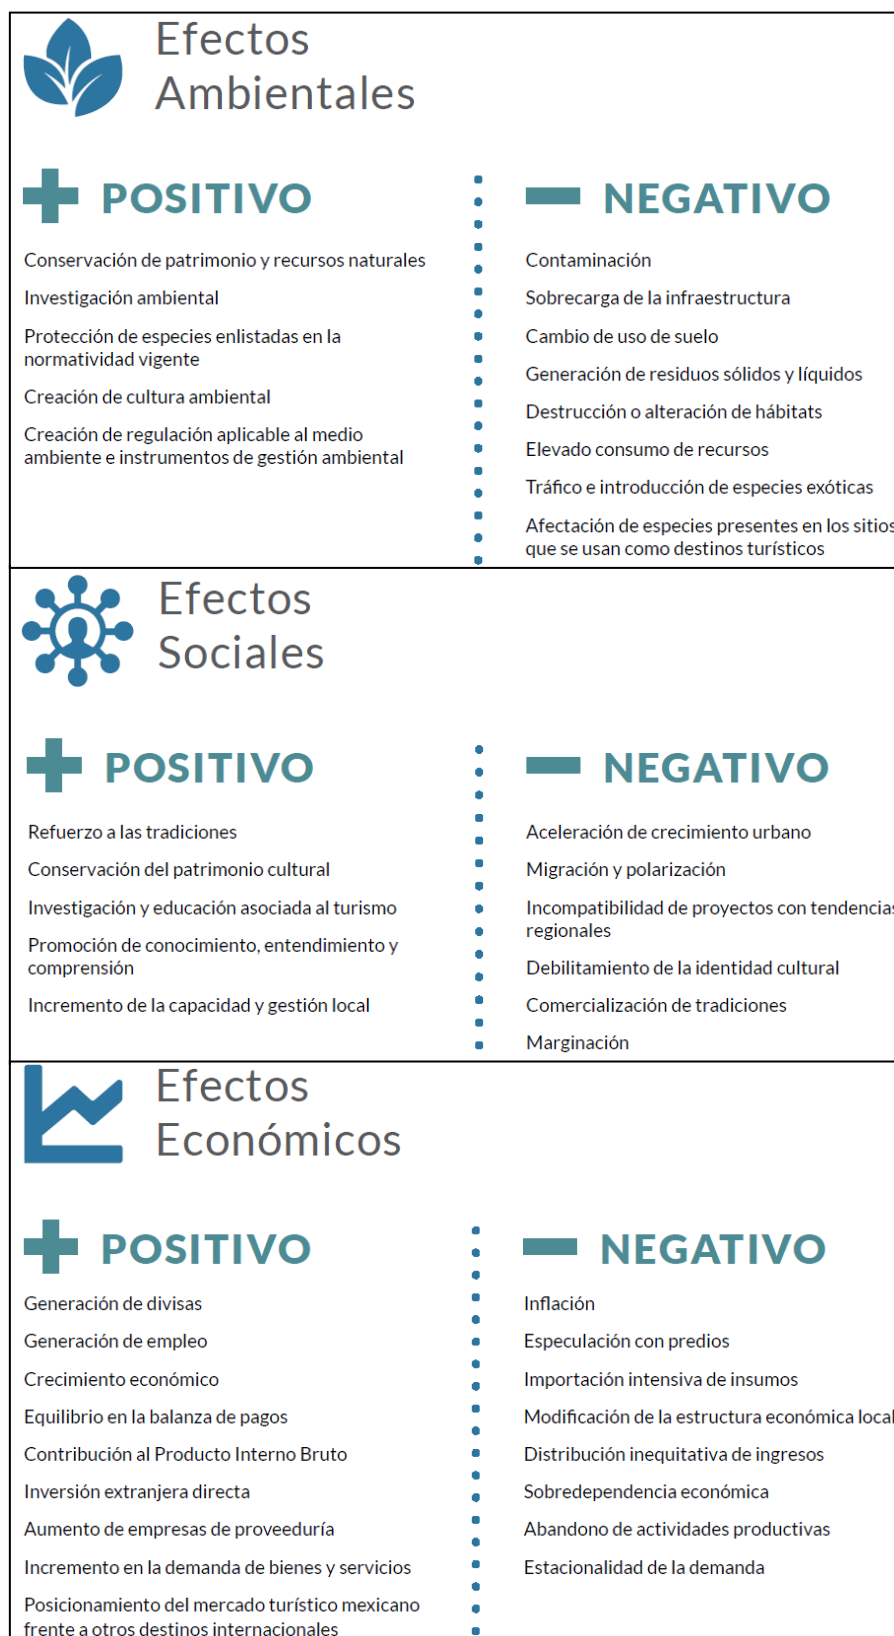 Efectos
Ambientales
POSITIVO
Conservación de patrimonio y recursos naturales
Investigación ambiental
Protección de especies enlistadas en la
normatividad vigente
Creación de cultura ambiental
Creación de regulación aplicable al medio
ambiente e instrumentos de gestión ambiental
NEGATIVO
Contaminación
Sobrecarga de la infraestructura
Cambio de uso de suelo
Generación de residuos sólidos y líquidos
Destrucción o alteración de hábitats
Elevado consumo de recursos
Tráfico e introducción de especies exóticas
Afectación de especies presentes en los sitios
que se usan como destinos turísticos
Efectos
Sociales
POSITIVO
Refuerzo a las tradiciones
Conservación del patrimonio cultural
Investigación y educación asociada al turismo
Promoción de conocimiento, entendimiento y
comprensión
Incremento de la capacidad y gestión local
NEGATIVO
Aceleración de crecimiento urbano
Migración y polarización
Incompatibilidad de proyectos con tendencias
regionales
Debilitamiento de la identidad cultural
Comercialización de tradiciones
Marginación
Efectos
Económicos
POSITIVO
Generación de divisas
Generación de empleo
Crecimiento económico
Equilibrio en la balanza de pagos
Contribución al Producto Interno Bruto
Inversión extranjera directa
Aumento de empresas de proveeduría
Incremento en la demanda de bienes y servicios
Posicionamiento del mercado turístico mexicano
frente a otros destinos internacionales
NEGATIVO
Inflación
Especulación con predios
Importación intensiva de insumos
Modificación de la estructura económica local
Distribución inequitativa de ingresos
Sobredependencia económica
Abandono de actividades productivas
Estacionalidad de la demanda